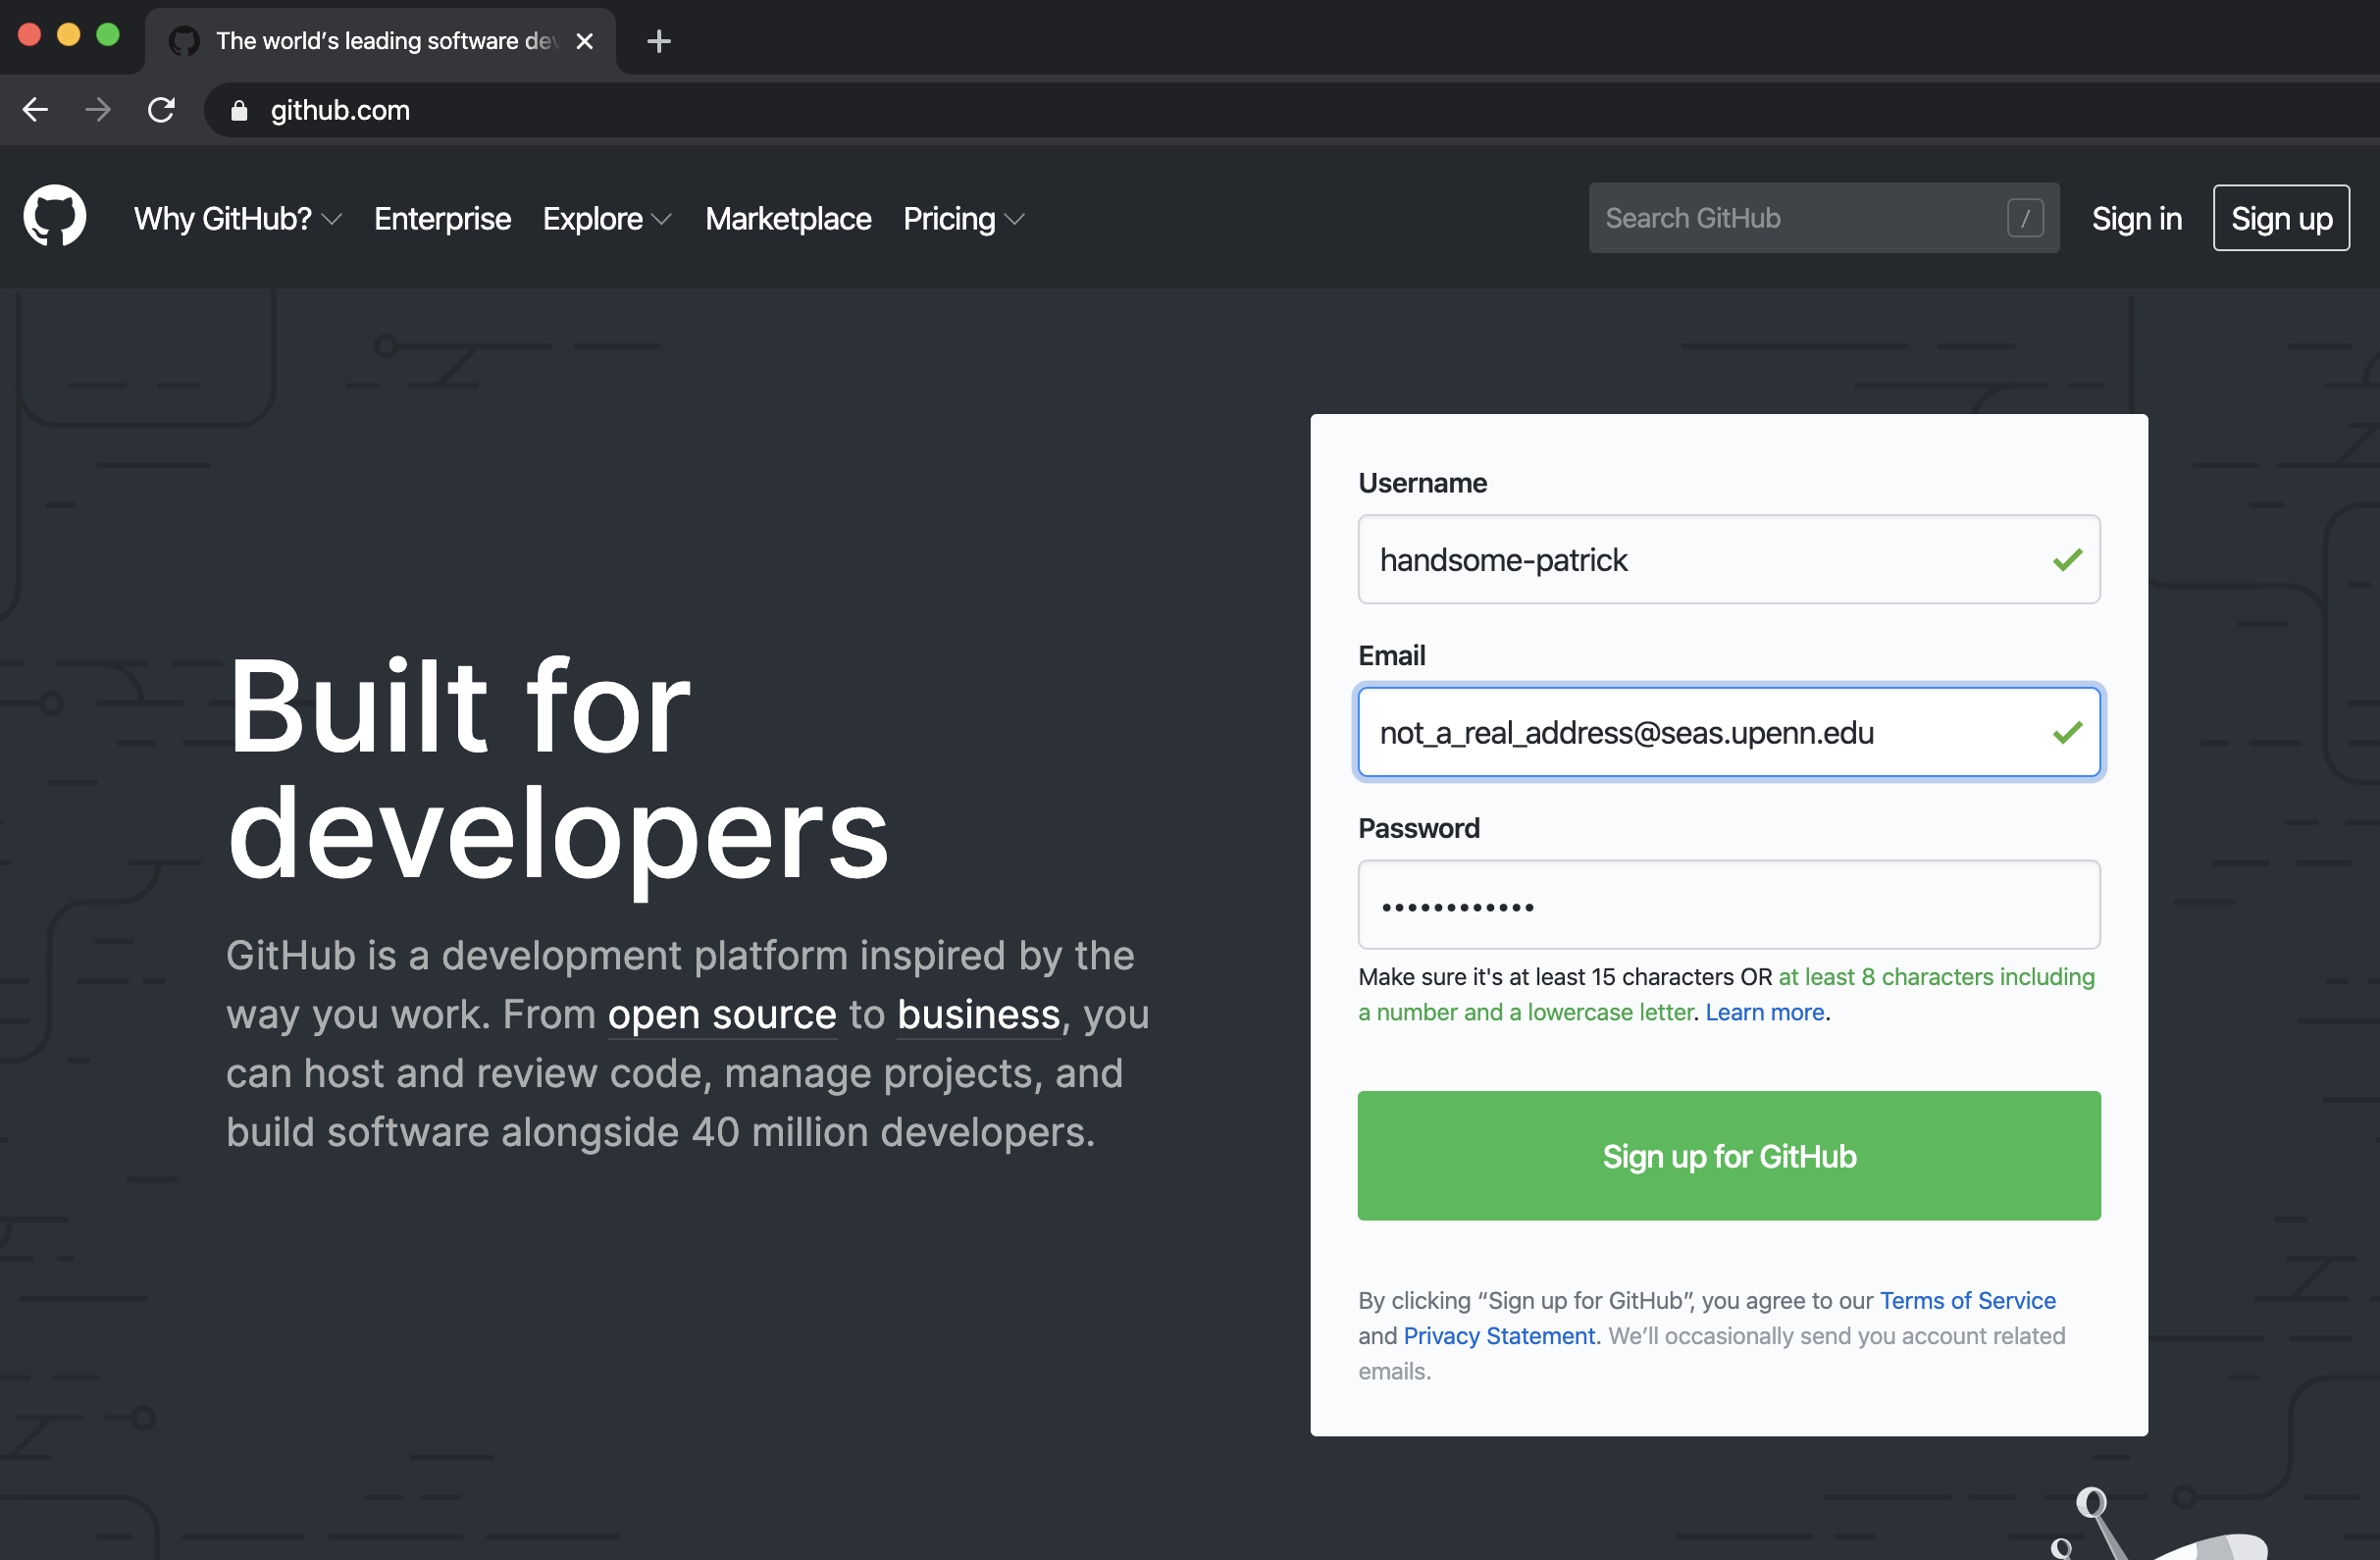 The world's leading software dev
github.com
Why GitHub? Enterprise Explore Marketplace Pricing Search GitHub / Sign in Sign up
Built for
developers
GitHub is a development platform inspired by the
way you work. From open source to business, you
can host and review code, manage projects, and
build software alongside 40 million developers.
Username
handsome-patrick
Email
not_a_real_address@seas.upenn.edu
Password
••••••••••••
Make sure it's at least 15 characters OR at least 8 characters including
a number and a lowercase letter. Learn more.
Sign up for GitHub
By clicking “Sign up for GitHub”, you agree to our Terms of Service
and Privacy Statement. We’ll occasionally send you account related
emails.